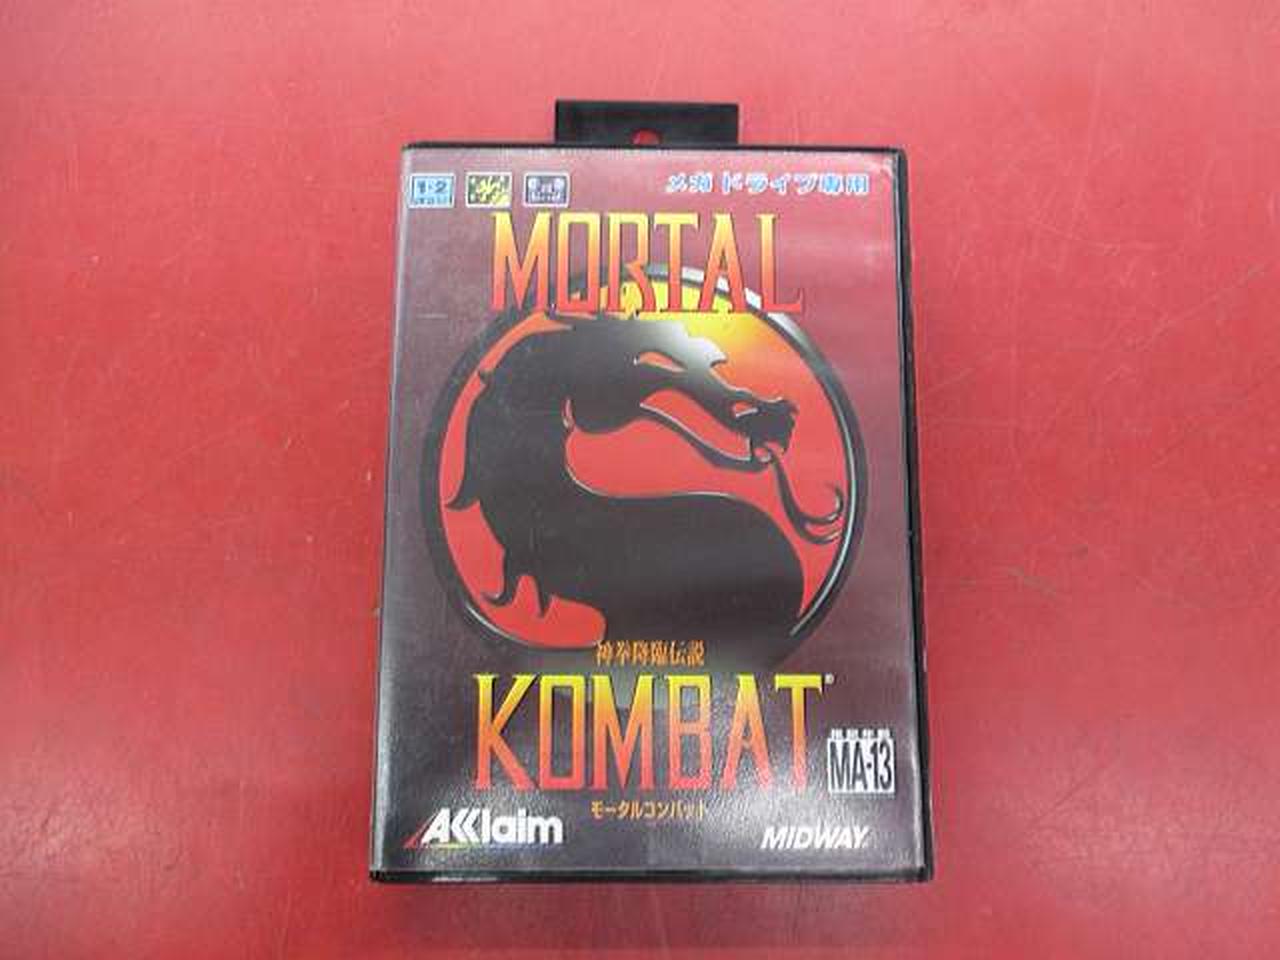 1·2
メガドライブ専用
MORTAL
神拳降臨伝説
KOMBAT®
MA-13
モータルコンバット
AKKlaim
MIDWAY